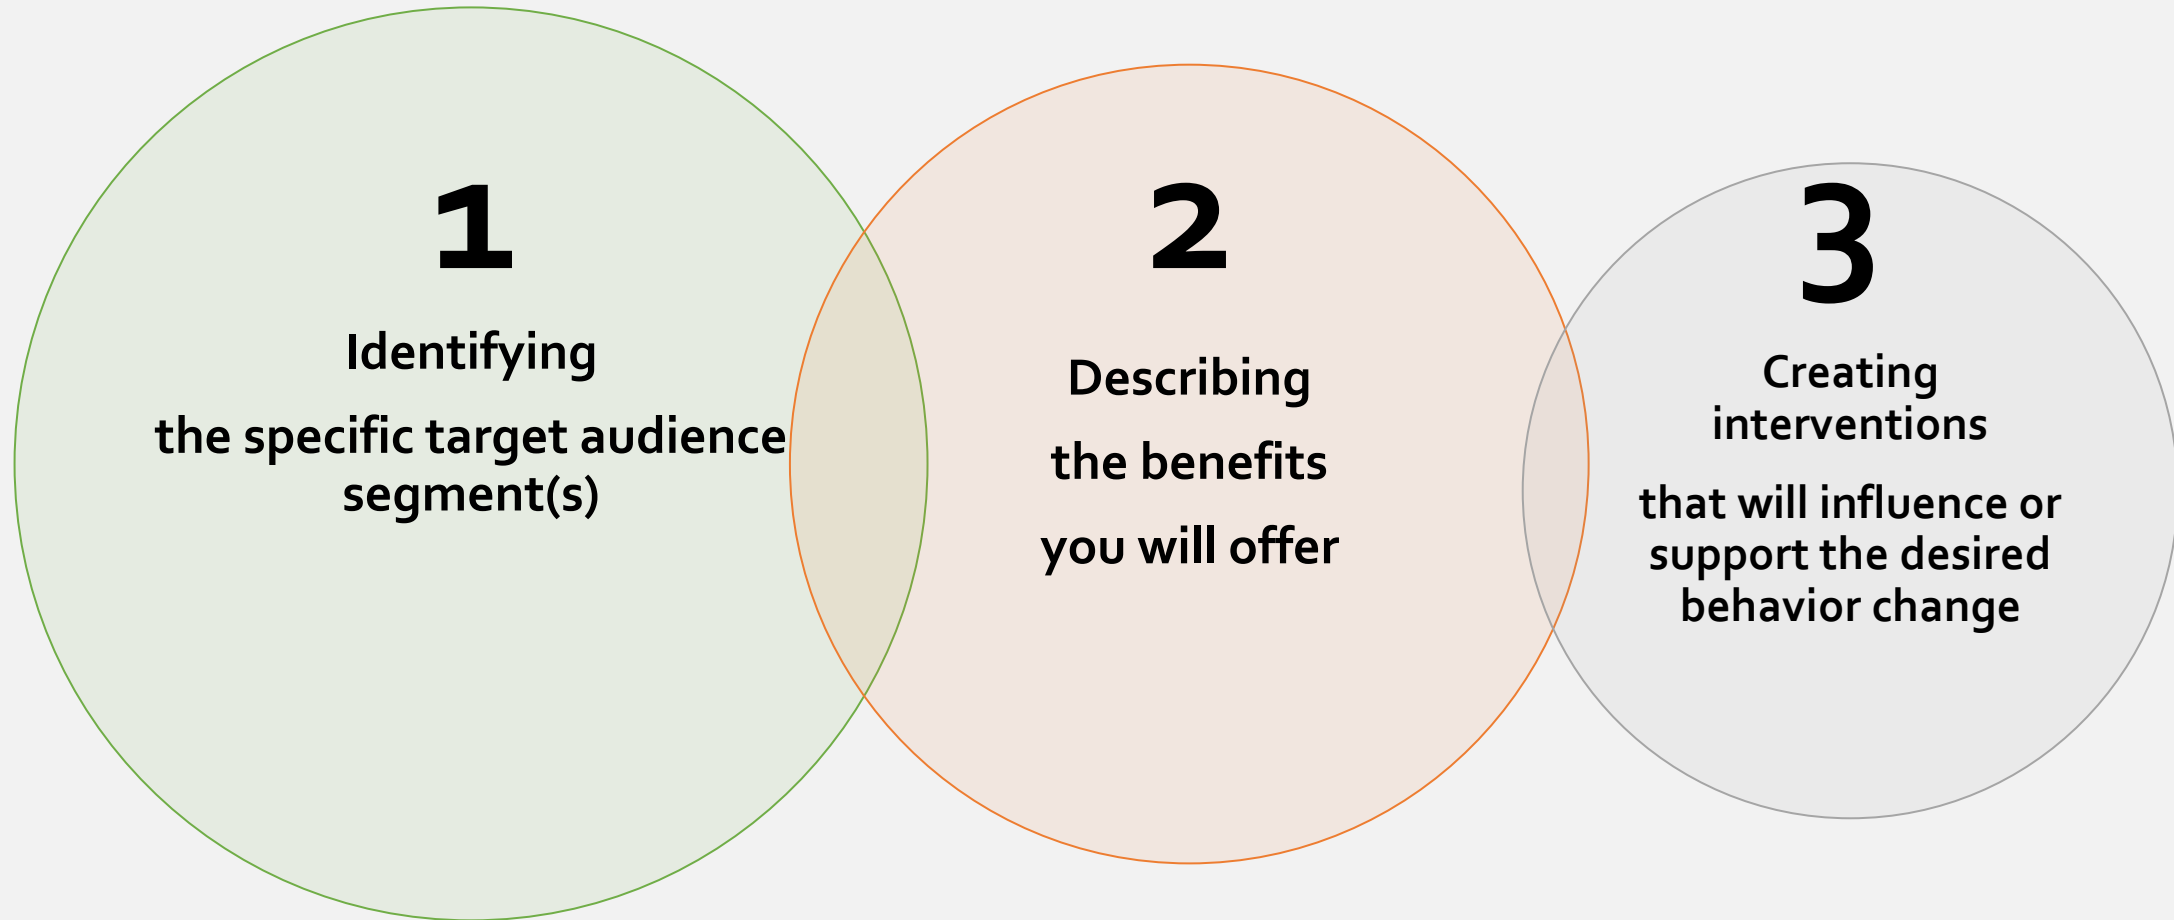 1
Identifying
the specific target audience
segment(s)
2
Describing
the benefits
you will offer
3
Creating
interventions
that will influence or
support the desired
behavior change